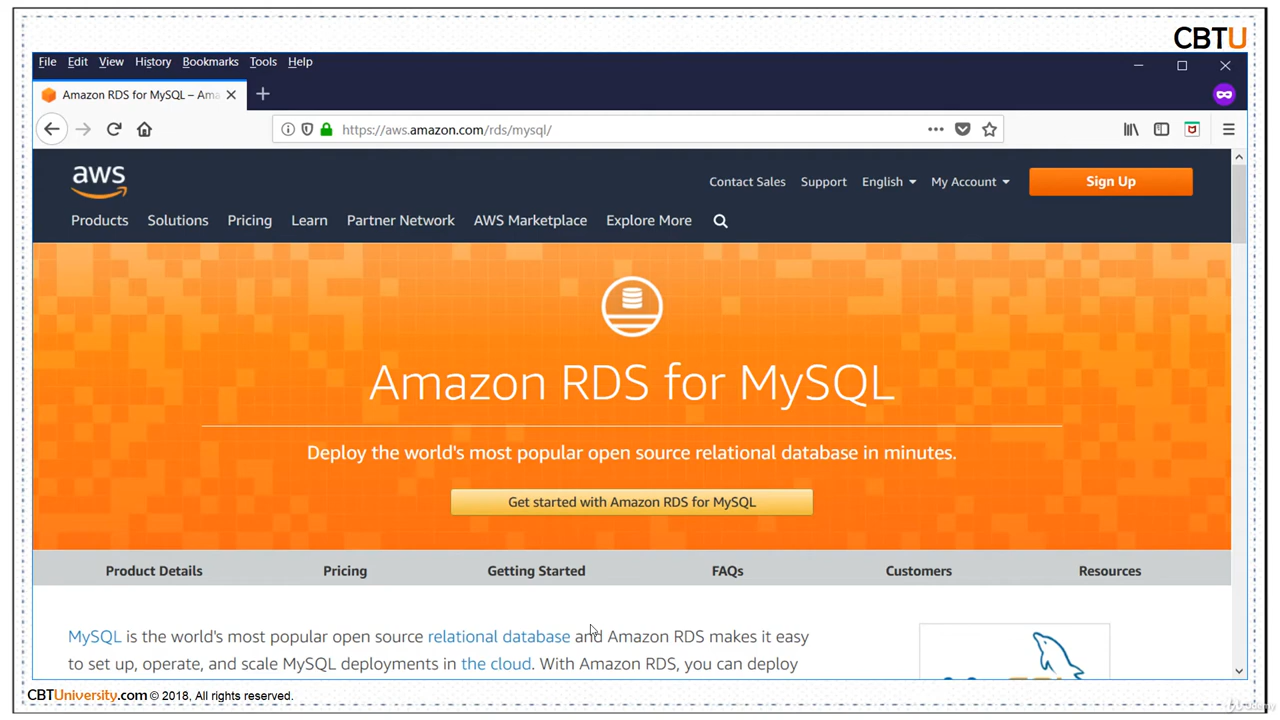 CBTU
File Edit View History Bookmarks Tools Help
Amazon RDS for MySQL – Ama
https://aws.amazon.com/rds/mysql/
aws
Contact Sales Support English My Account Sign Up
Products Solutions Pricing Learn Partner Network AWS Marketplace Explore More
Amazon RDS for MySQL
Deploy the world's most popular open source relational database in minutes.
Get started with Amazon RDS for MySQL
Product Details Pricing Getting Started FAQs Customers Resources
MySQL is the world's most popular open source relational database and Amazon RDS makes it easy
to set up, operate, and scale MySQL deployments in the cloud. With Amazon RDS, you can deploy
CBTUniversity.com © 2018, All rights reserved.